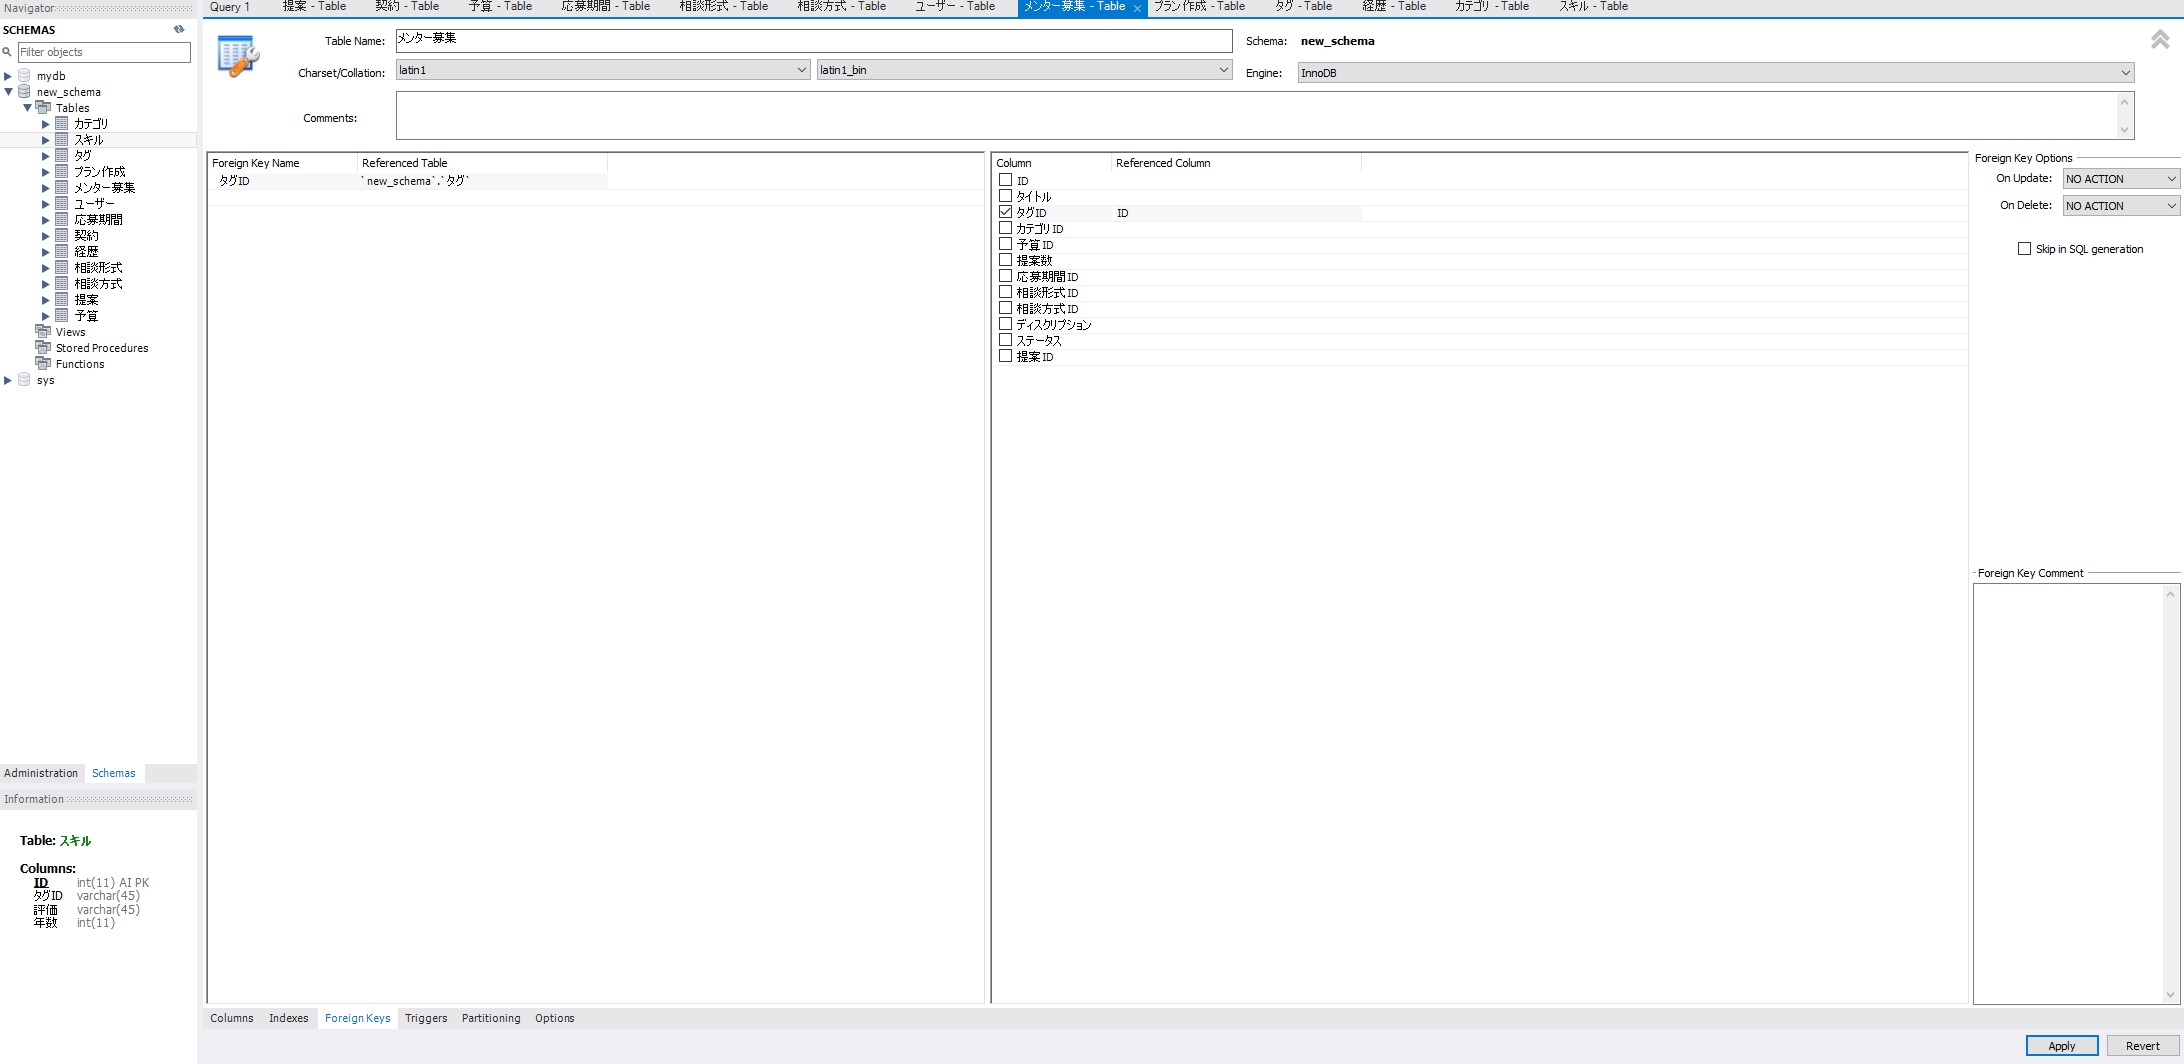 Navigator
SCHEMAS
Filter objects
mydb
new_schema
Tables
カテゴリ
スキル
タグ
プラン作成
メンター募集
ユーザー
応募期間
契約
経歴
相談形式
相談方式
提案
予算
Views
Stored Procedures
Functions
sys
Administration Schemas
Information
Table: スキル
Columns:
ID int(11) AI PK
タグID varchar(45)
評価 varchar(45)
年数 int(11)
Query 1 提案 - Table 契約 - Table 予算 - Table 応募期間 - Table 相談形式 - Table 相談方式 - Table ユーザー - Table メンター募集 - Table プラン作成 - Table タグ - Table 経歴 - Table カテゴリ - Table スキル - Table
Table Name: メンター募集 Schema: new_schema
Charset/Collation: latin1 latin1_bin Engine: InnoDB
Comments:
Foreign Key Name Referenced Table
タグID `new_schema`.`タグ`
Column Referenced Column
ID
タイトル
タグID ID
カテゴリID
予算ID
提案数
応募期間ID
相談形式ID
相談方式ID
ディスクリプション
ステータス
提案ID
Foreign Key Options
On Update: NO ACTION
On Delete: NO ACTION
Skip in SQL generation
Foreign Key Comment
Columns Indexes Foreign Keys Triggers Partitioning Options
Apply Revert